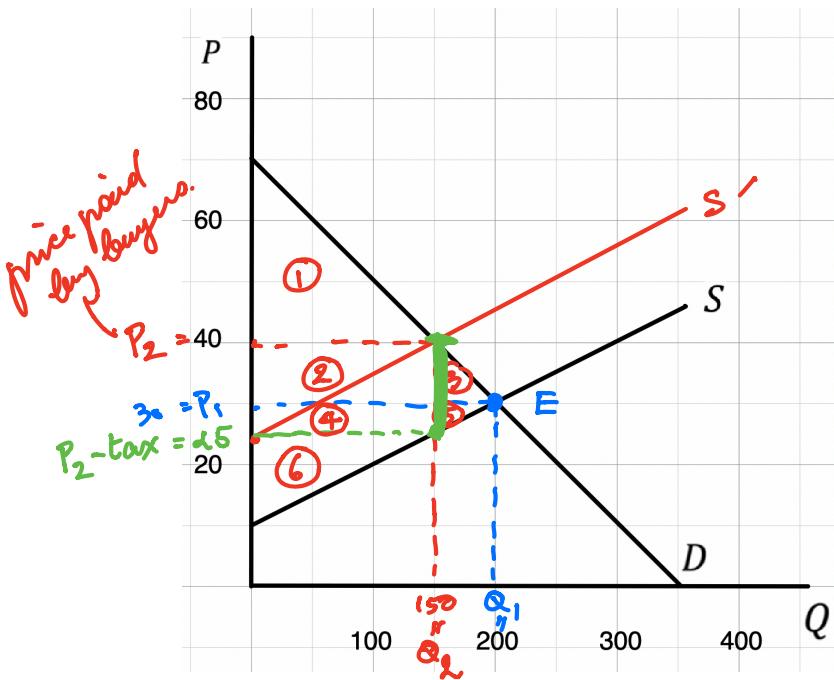 P
80
price paid
by buyers.
60
S′
①
S
P₂ = 40
②
③
30 = P₁
E
④
⑤
P₂-tax = 25
⑥
20
D
150
Q₁
Q
=
=
100
200
300
400
Q₂